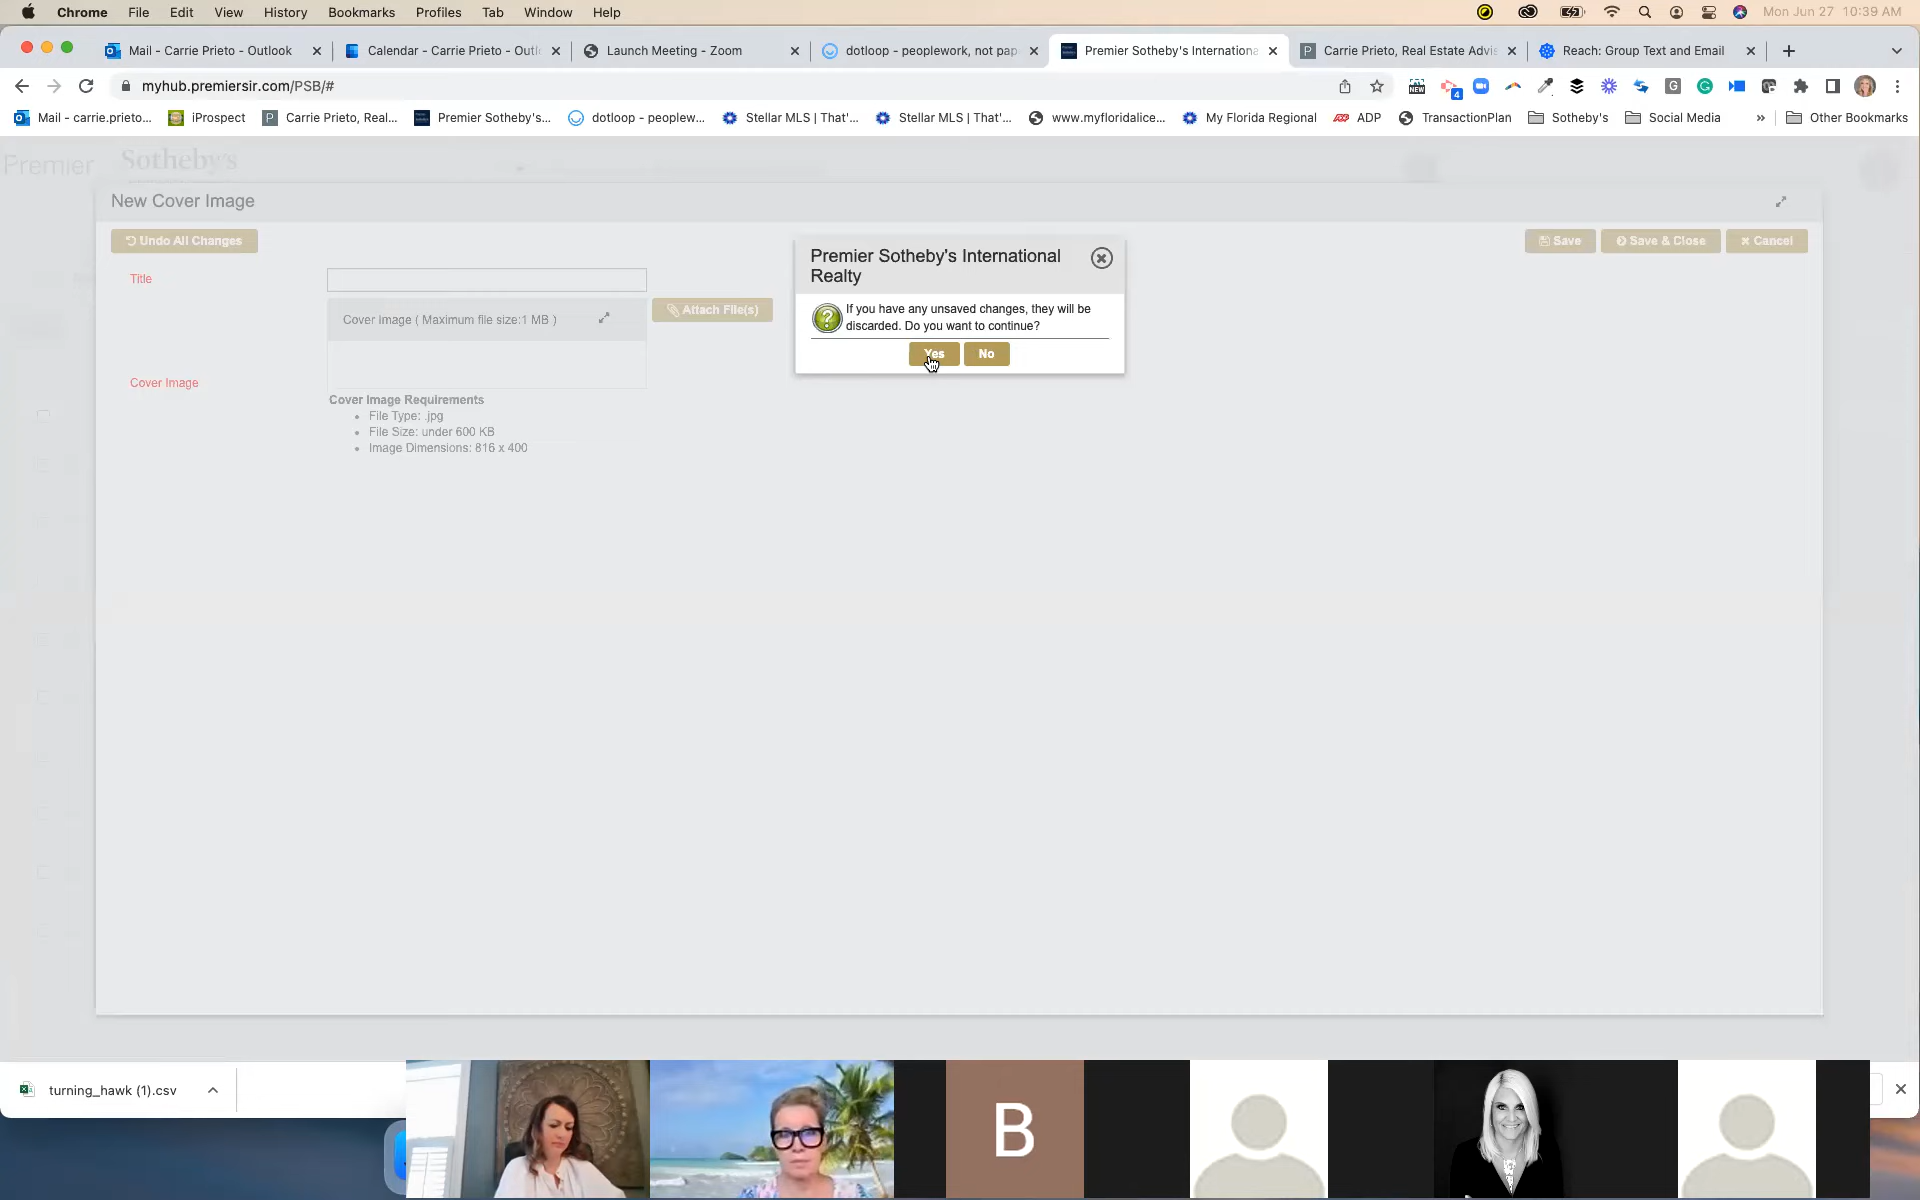 Chrome File Edit View History Bookmarks Profiles Tab Window Help Mon Jun 27 10:39 AM
Mail - Carrie Prieto - Outlook Calendar - Carrie Prieto - Outl Launch Meeting - Zoom dotloop - peoplework, not pap Premier Sotheby's Internationa Carrie Prieto, Real Estate Advis Reach: Group Text and Email
myhub.premiersir.com/PSB/# NEW 4 G
Mail - carrie.prieto... iProspect P Carrie Prieto, Real... Premier Sotheby's... dotloop - peoplew... Stellar MLS | That'... Stellar MLS | That'... www.myfloridalice... My Florida Regional ADP TransactionPlan Sotheby's Social Media » Other Bookmarks
Premier Sotheby's
New Cover Image
Undo All Changes Save Save & Close Cancel
Premier Sotheby's International
Realty
If you have any unsaved changes, they will be
discarded. Do you want to continue?
Yes No
Title
Cover Image ( Maximum file size:1 MB ) Attach File(s)
Cover Image
Cover Image Requirements
• File Type: .jpg
• File Size: under 600 KB
• Image Dimensions: 816 x 400
turning_hawk (1).csv
B